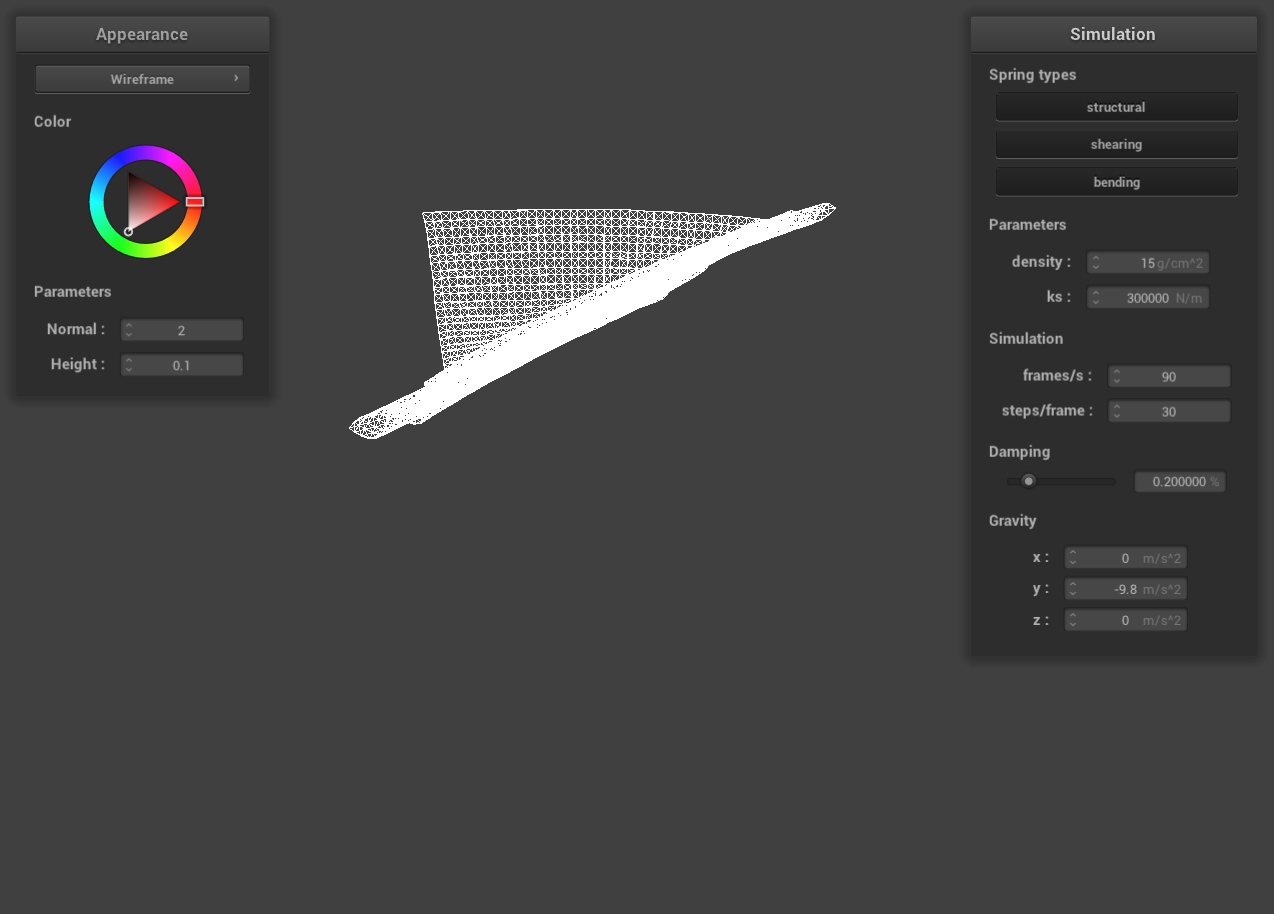 Appearance
Wireframe
Color
Parameters
Normal : 2
Height : 0.1
Simulation
Spring types
structural
shearing
bending
Parameters
density : 15 g/cm^2
ks : 300000 N/m
Simulation
frames/s : 90
steps/frame : 30
Damping
0.200000 %
Gravity
x : 0 m/s^2
y : -9.8 m/s^2
z : 0 m/s^2